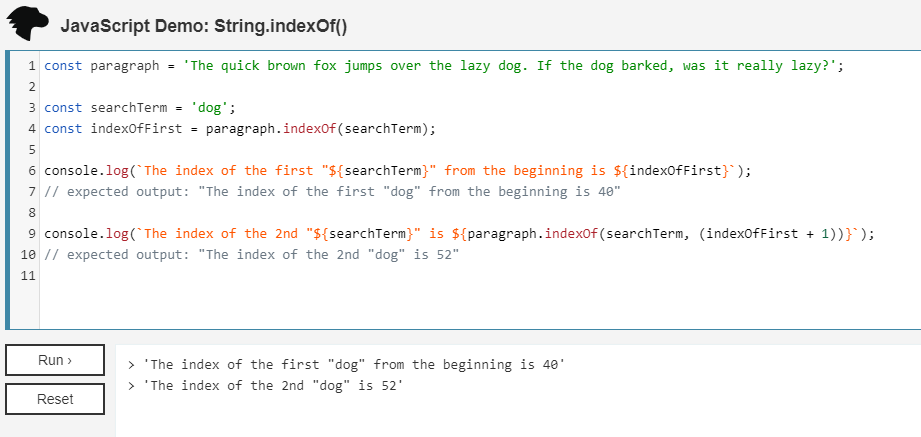 JavaScript Demo: String.indexOf()
1 const paragraph = 'The quick brown fox jumps over the lazy dog. If the dog barked, was it really lazy?';
2
3 const searchTerm = 'dog';
4 const indexOfFirst = paragraph.indexOf(searchTerm);
5
6 console.log(`The index of the first "${searchTerm}" from the beginning is ${indexOfFirst}`);
7 // expected output: "The index of the first "dog" from the beginning is 40"
8
9 console.log(`The index of the 2nd "${searchTerm}" is ${paragraph.indexOf(searchTerm, (indexOfFirst + 1))}`);
10 // expected output: "The index of the 2nd "dog" is 52"
11
Run ›
Reset
> 'The index of the first "dog" from the beginning is 40'
> 'The index of the 2nd "dog" is 52'